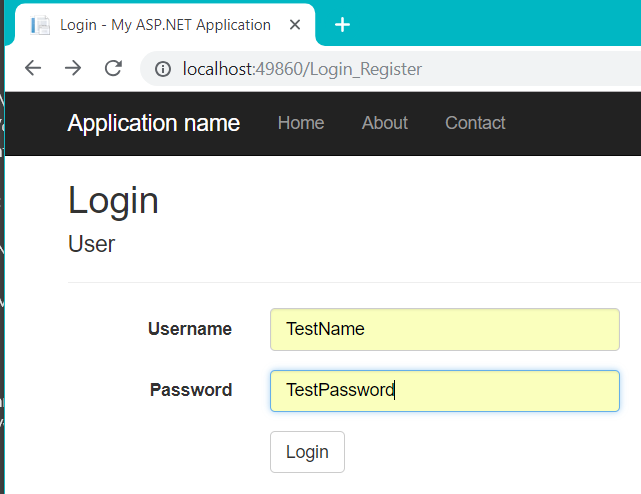 Login - My ASP.NET Application
localhost:49860/Login_Register
Application name Home About Contact
Login
User
Username TestName
Password TestPassword
Login